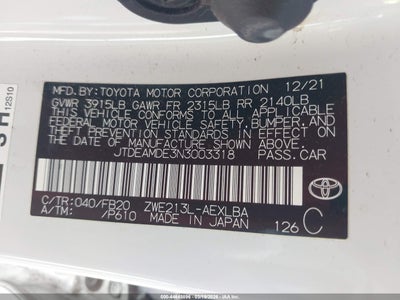 MFD.BY:TOYOTA MOTOR CORPORATION 12/21
GVWR 3915LB GAWR FR 2315LB RR 2140LB
THIS VEHICLE CONFORMS TO ALL APPLICABLE
FEDERAL MOTOR VEHICLE SAFETY, BUMPER, AND
THEFT PREVENTION STANDARDS IN EFFECT ON
THE DATE OF MANUFACTURE SHOWN ABOVE.
JTDEAMDE3N3003318 PASS.CAR
C/TR:040/FB20 ZWE213L-AEXLBA
A/TM: /P610 MADE IN JAPAN 126 C
TOYOTA
12S10